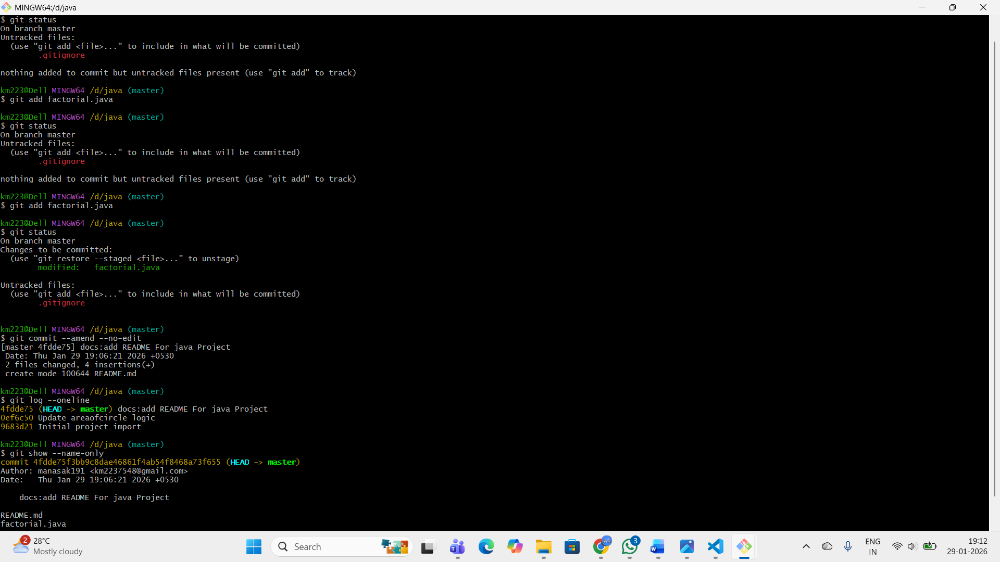 MINGW64:/d/java
$ git status
On branch master
Untracked files:
  (use "git add <file>..." to include in what will be committed)
        .gitignore

nothing added to commit but untracked files present (use "git add" to track)

km223@Dell MINGW64 /d/java (master)
$ git add factorial.java

km223@Dell MINGW64 /d/java (master)
$ git status
On branch master
Untracked files:
  (use "git add <file>..." to include in what will be committed)
        .gitignore

nothing added to commit but untracked files present (use "git add" to track)

km223@Dell MINGW64 /d/java (master)
$ git add factorial.java

km223@Dell MINGW64 /d/java (master)
$ git status
On branch master
Changes to be committed:
  (use "git restore --staged <file>..." to unstage)
        modified:   factorial.java

Untracked files:
  (use "git add <file>..." to include in what will be committed)
        .gitignore


km223@Dell MINGW64 /d/java (master)
$ git commit --amend --no-edit
[master 4fdde75] docs:add README For java Project
 Date: Thu Jan 29 19:06:21 2026 +0530
 2 files changed, 4 insertions(+)
 create mode 100644 README.md

km223@Dell MINGW64 /d/java (master)
$ git log --oneline
4fdde75 (HEAD -> master) docs:add README For java Project
0ef6c50 Update areaofcircle logic
9683d21 Initial project import

km223@Dell MINGW64 /d/java (master)
$ git show --name-only
commit 4fdde75f3bb9c8dae46861f4ab54f8468a73f655 (HEAD -> master)
Author: manasak191 <km2237548@gmail.com>
Date:   Thu Jan 29 19:06:21 2026 +0530

    docs:add README For java Project

README.md
factorial.java
2
28°C
Mostly cloudy
Search
3
ENG
IN
19:12
29-01-2026